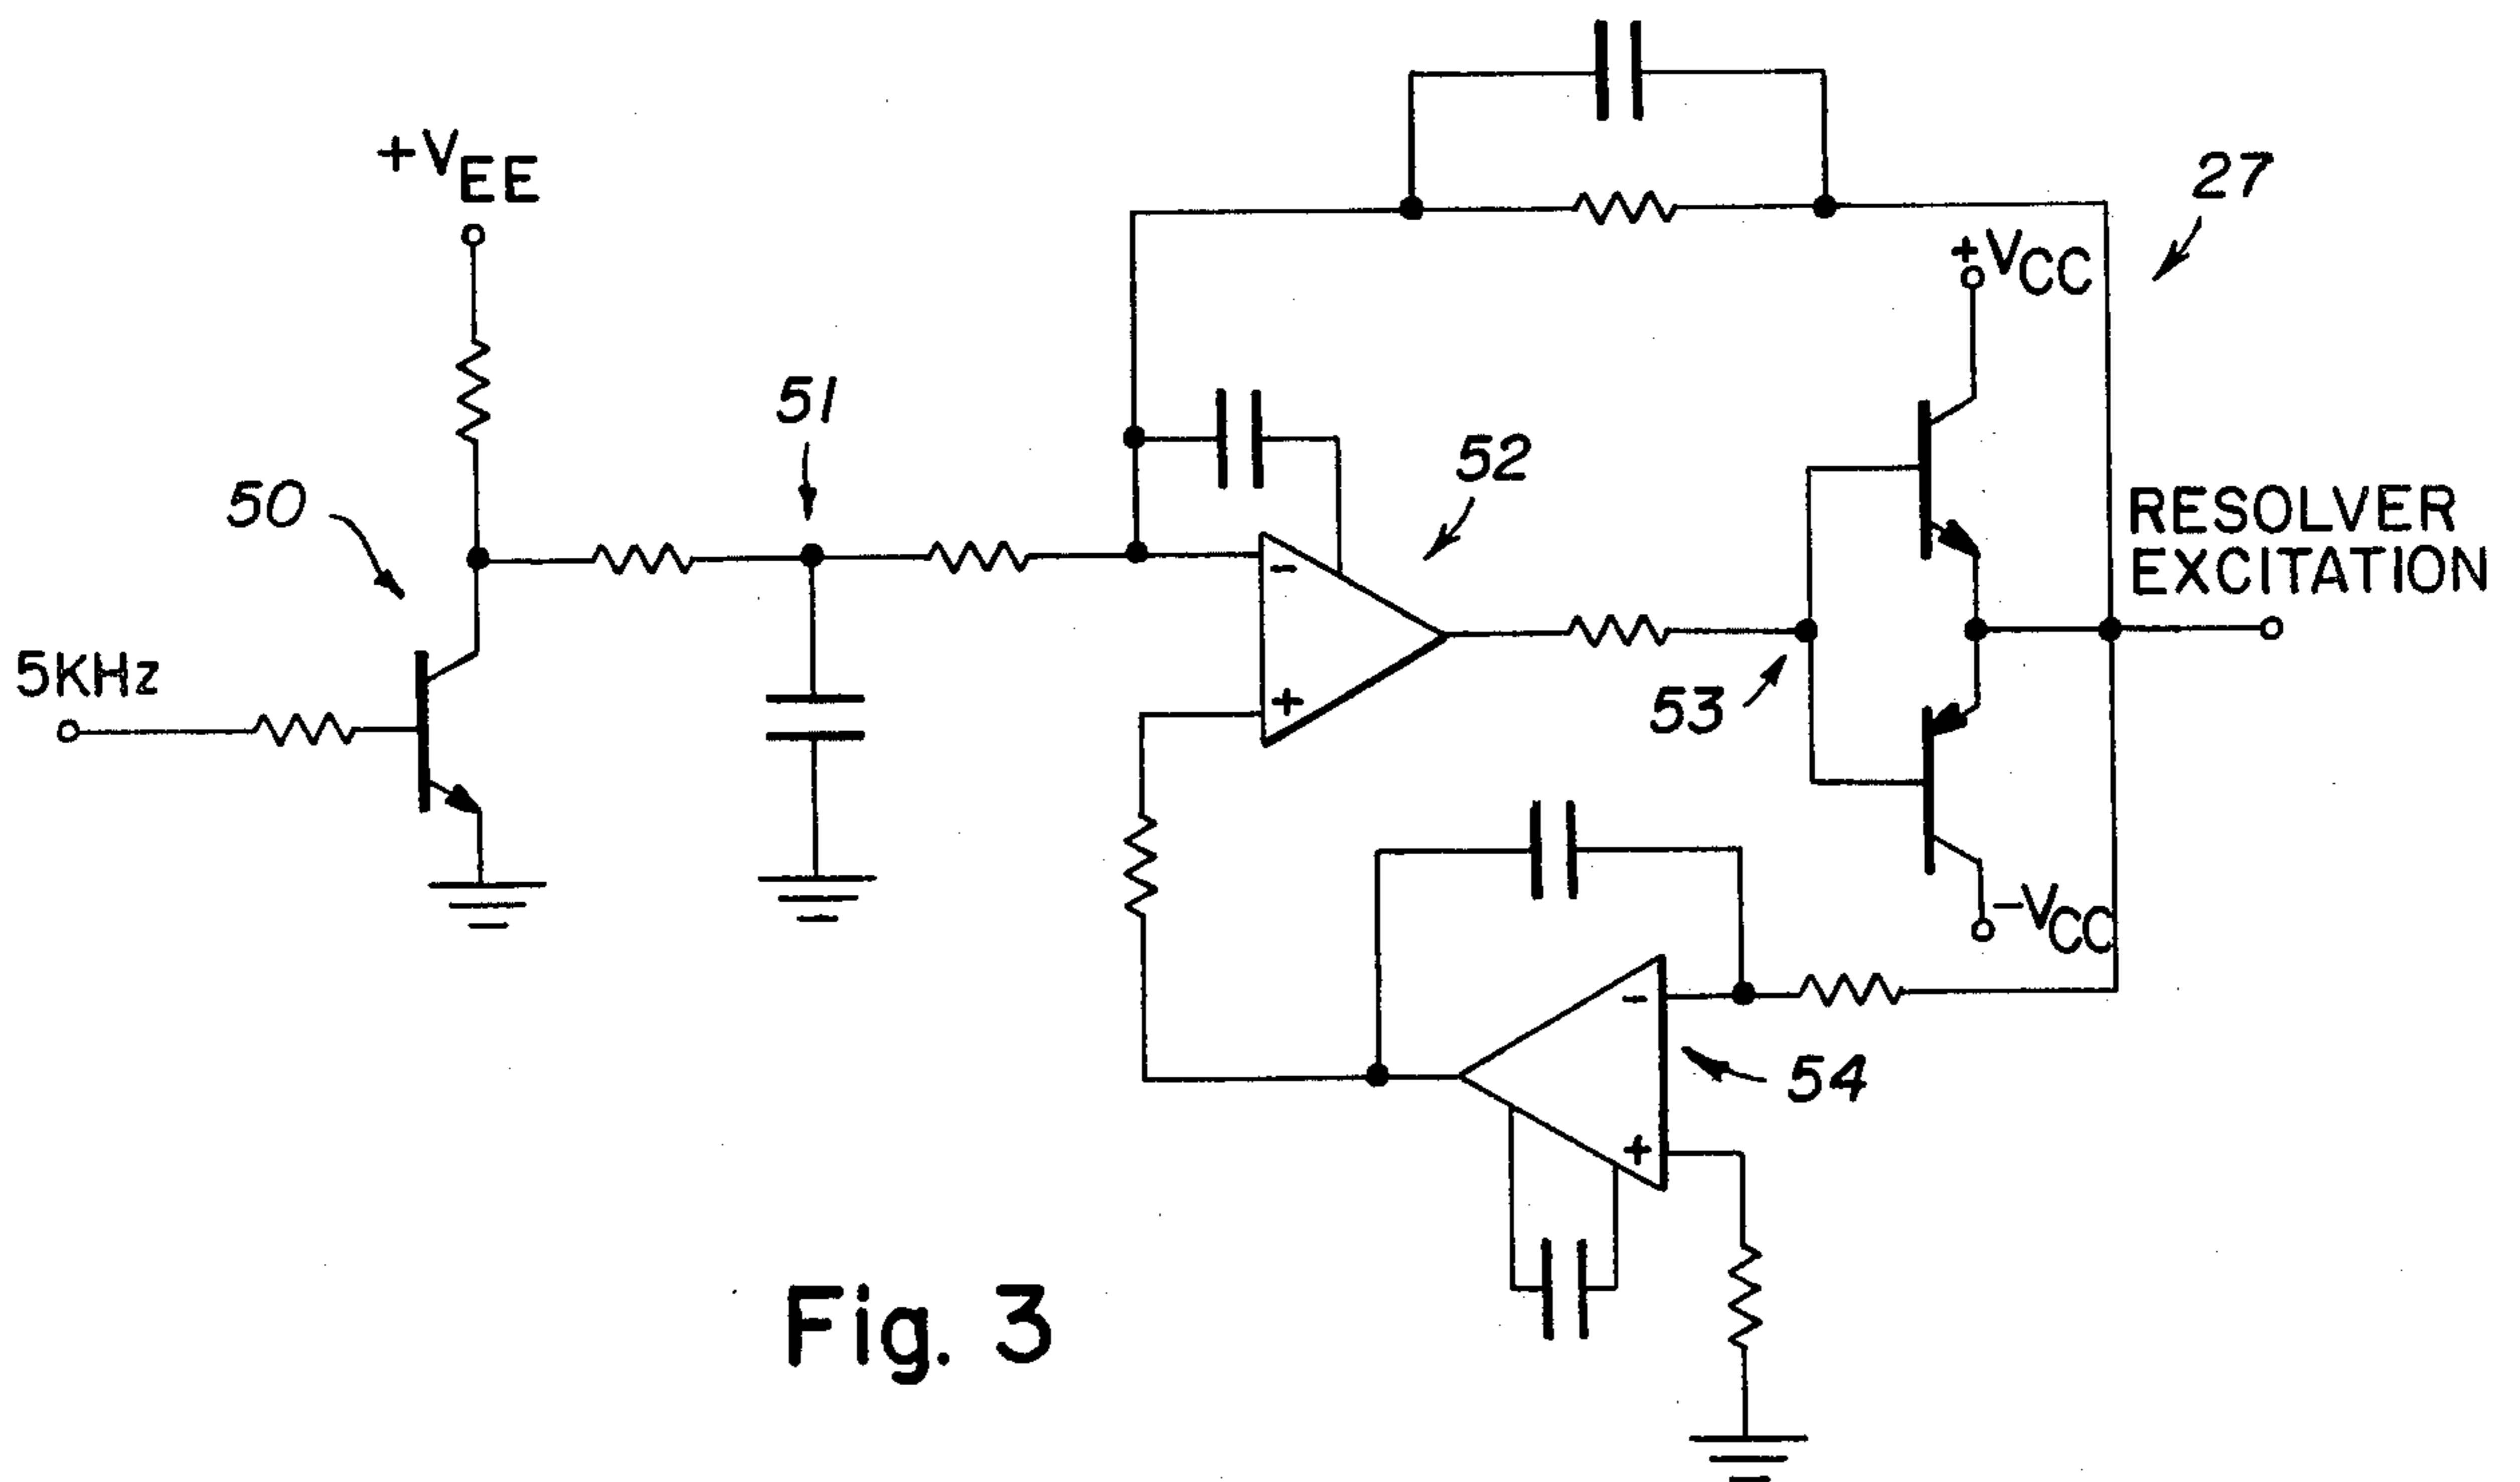 +VEE
27
+VCC
51
52
50
RESOLVER
EXCITATION
5KHz
-
+
53
-VCC
-
54
+
Fig. 3